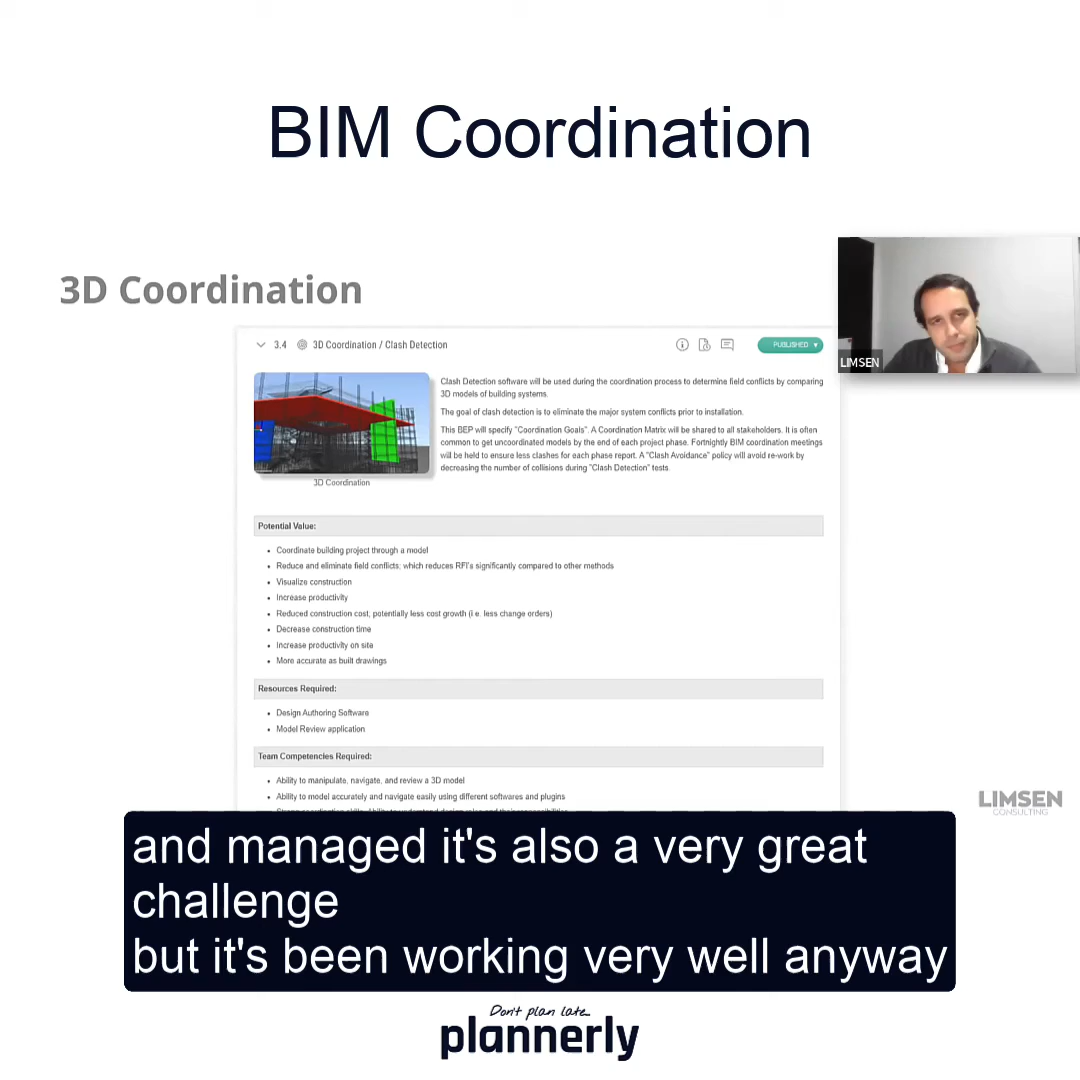 BIM Coordination
3D Coordination
LIMSEN
3.4 3D Coordination / Clash Detection
PUBLISHED
Clash Detection software will be used during the coordination process to determine field conflicts by comparing
3D models of building systems.
The goal of clash detection is to eliminate the major system conflicts prior to installation.
This BEP will specify "Coordination Goals". A Coordination Matrix will be shared to all stakeholders. It is often
common to get uncoordinated models by the end of each project phase. Fortnightly BIM coordination meetings
will be held to ensure less clashes for each phase report. A "Clash Avoidance" policy will avoid re-work by
decreasing the number of collisions during "Clash Detection" tests.
3D Coordination
Potential Value:
• Coordinate building project through a model
• Reduce and eliminate field conflicts; which reduces RFI's significantly compared to other methods
• Visualize construction
• Increase productivity
• Reduced construction cost, potentially less cost growth (i.e. less change orders)
• Decrease construction time
• Increase productivity on site
• More accurate as built drawings
Resources Required:
• Design Authoring Software
• Model Review application
Team Competencies Required:
• Ability to manipulate, navigate, and review a 3D model
• Ability to model accurately and navigate easily using different softwares and plugins
LIMSEN
CONSULTING
and managed it's also a very great
challenge
but it's been working very well anyway
Don't plan late
plannerly